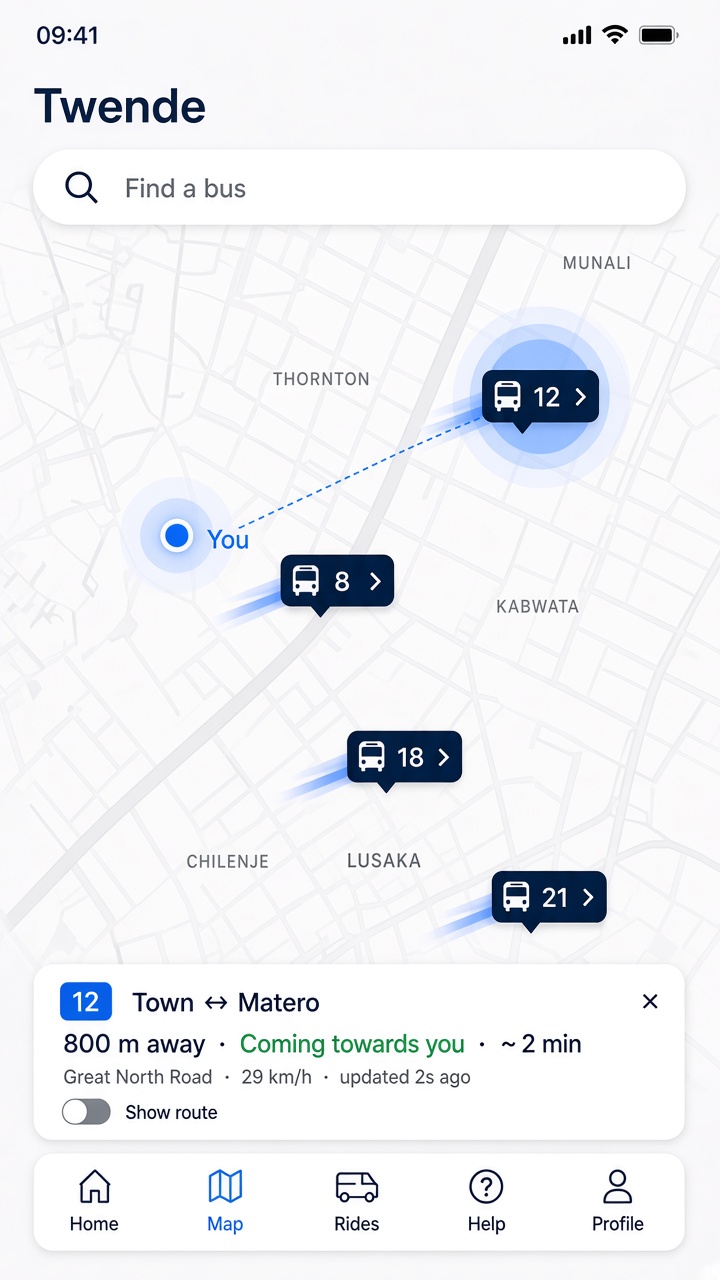 09:41
Twende
Find a bus
MUNALI
THORNTON
12
You
8
KABWATA
18
CHILENJE
LUSAKA
21
12 Town ↔ Matero
800 m away · Coming towards you · ~ 2 min
Great North Road · 29 km/h · updated 2s ago
Show route
Home Map Rides Help Profile